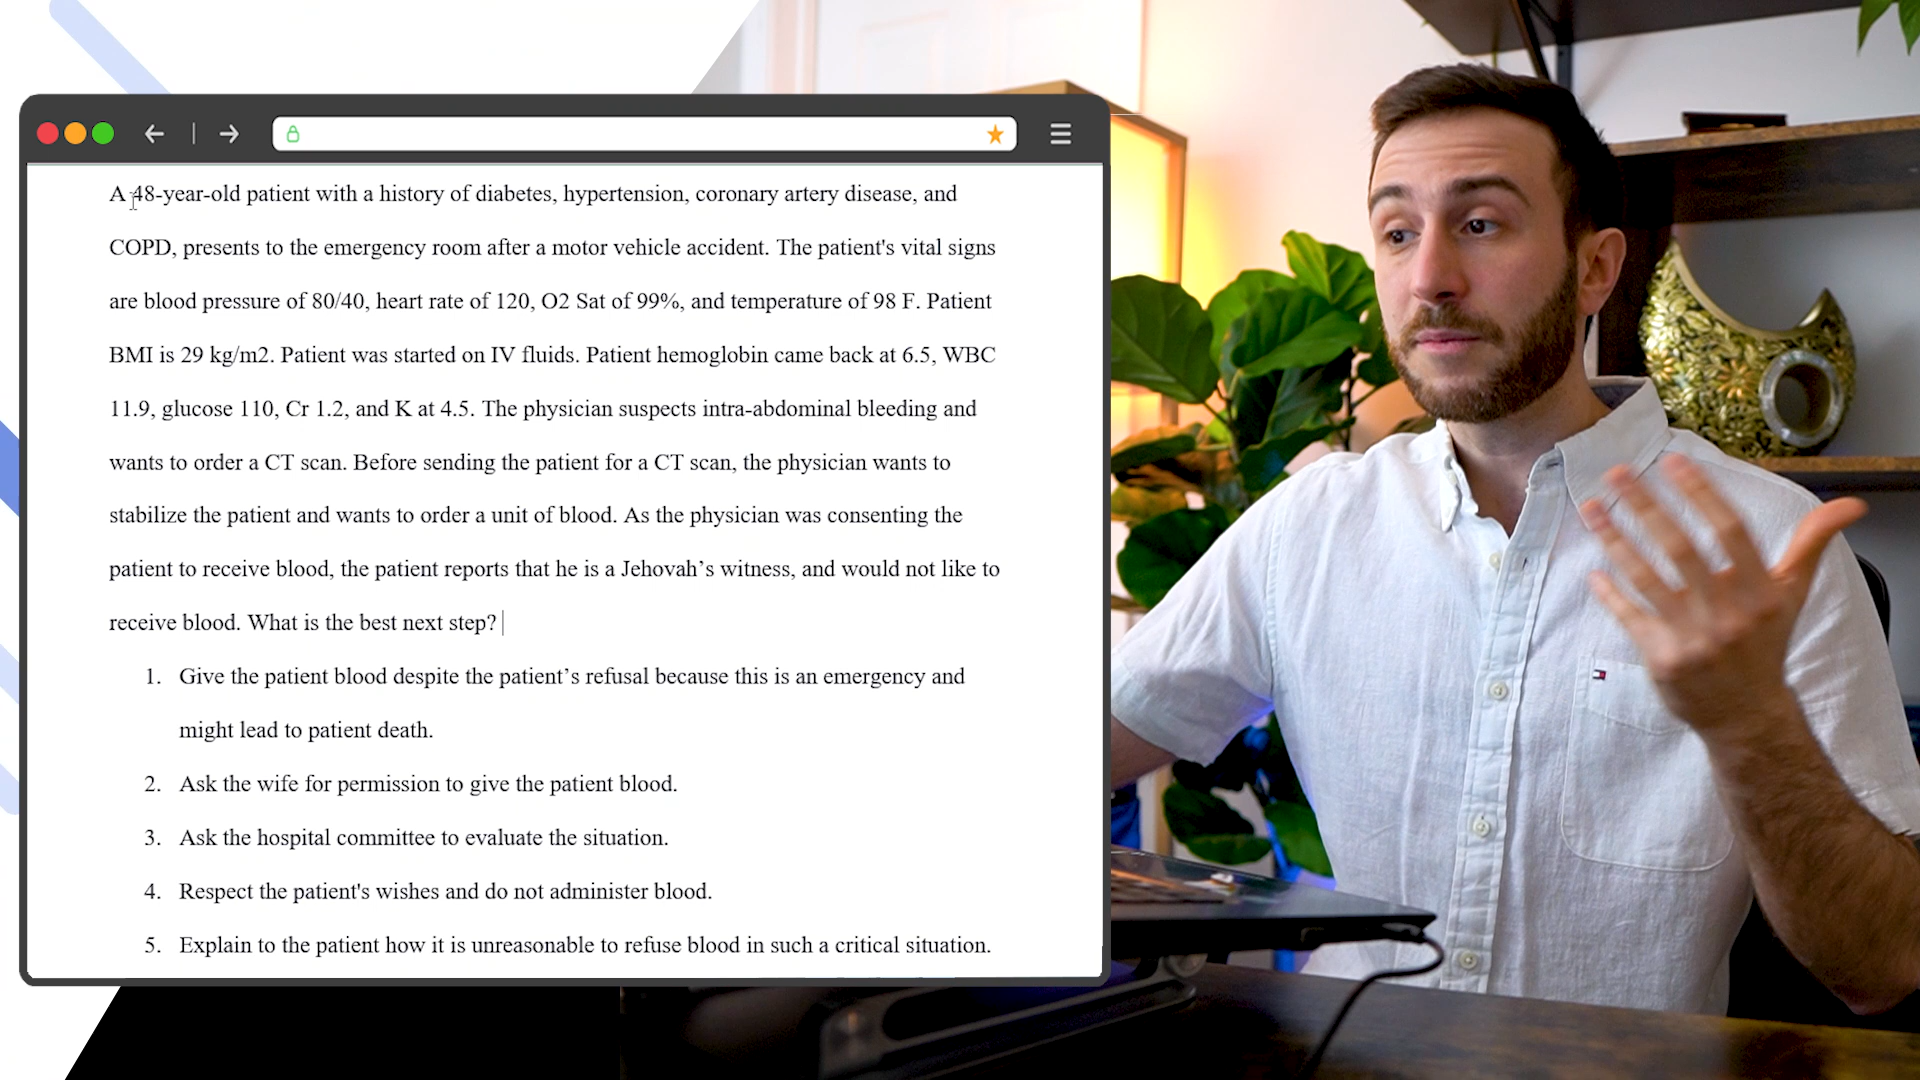 A 48-year-old patient with a history of diabetes, hypertension, coronary artery disease, and
COPD, presents to the emergency room after a motor vehicle accident. The patient's vital signs
are blood pressure of 80/40, heart rate of 120, O2 Sat of 99%, and temperature of 98 F. Patient
BMI is 29 kg/m2. Patient was started on IV fluids. Patient hemoglobin came back at 6.5, WBC
11.9, glucose 110, Cr 1.2, and K at 4.5. The physician suspects intra-abdominal bleeding and
wants to order a CT scan. Before sending the patient for a CT scan, the physician wants to
stabilize the patient and wants to order a unit of blood. As the physician was consenting the
patient to receive blood, the patient reports that he is a Jehovah’s witness, and would not like to
receive blood. What is the best next step?
1. Give the patient blood despite the patient’s refusal because this is an emergency and
might lead to patient death.
2. Ask the wife for permission to give the patient blood.
3. Ask the hospital committee to evaluate the situation.
4. Respect the patient's wishes and do not administer blood.
5. Explain to the patient how it is unreasonable to refuse blood in such a critical situation.